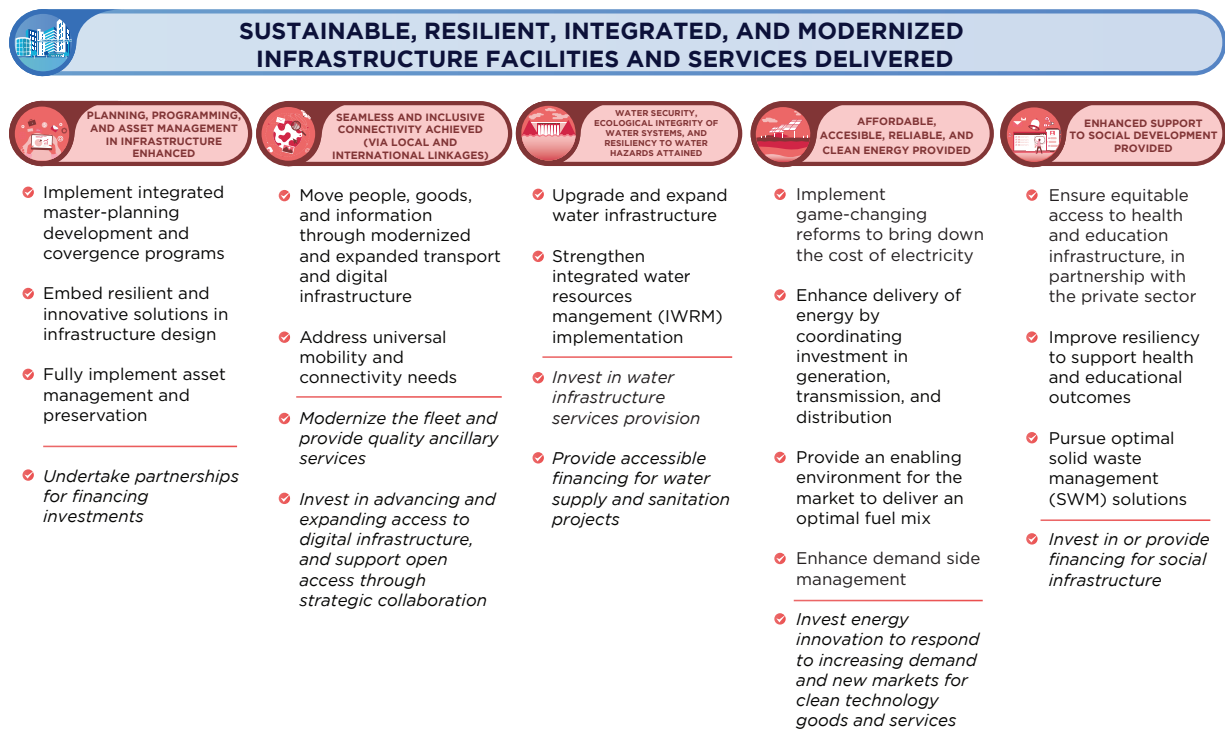 SUSTAINABLE, RESILIENT, INTEGRATED, AND MODERNIZED
INFRASTRUCTURE FACILITIES AND SERVICES DELIVERED
PLANNING, PROGRAMMING,
AND ASSET MANAGEMENT
IN INFRASTRUCTURE
ENHANCED
Implement integrated
master-planning
development and
covergence programs
Embed resilient and
innovative solutions in
infrastructure design
Fully implement asset
management and
preservation
Undertake partnerships
for financing
investments
SEAMLESS AND INCLUSIVE
CONNECTIVITY ACHIEVED
(VIA LOCAL AND
INTERNATIONAL LINKAGES)
Move people, goods,
and information
through modernized
and expanded transport
and digital
infrastructure
Address universal
mobility and
connectivity needs
Modernize the fleet and
provide quality ancillary
services
Invest in advancing and
expanding access to
digital infrastructure,
and support open
access through
strategic collaboration
WATER SECURITY,
ECOLOGICAL INTEGRITY OF
WATER SYSTEMS, AND
RESILIENCY TO WATER
HAZARDS ATTAINED
Upgrade and expand
water infrastructure
Strengthen
integrated water
resources
mangement (IWRM)
implementation
Invest in water
infrastructure
services provision
Provide accessible
financing for water
supply and sanitation
projects
AFFORDABLE,
ACCESIBLE, RELIABLE, AND
CLEAN ENERGY PROVIDED
Implement
game-changing
reforms to bring down
the cost of electricity
Enhance delivery of
energy by
coordinating
investment in
generation,
transmission, and
distribution
Provide an enabling
environment for the
market to deliver an
optimal fuel mix
Enhance demand side
management
Invest energy
innovation to respond
to increasing demand
and new markets for
clean technology
goods and services
ENHANCED SUPPORT
TO SOCIAL DEVELOPMENT
PROVIDED
Ensure equitable
access to health
and education
infrastructure, in
partnership with
the private sector
Improve resiliency
to support health
and educational
outcomes
Pursue optimal
solid waste
management
(SWM) solutions
Invest in or provide
financing for social
infrastructure